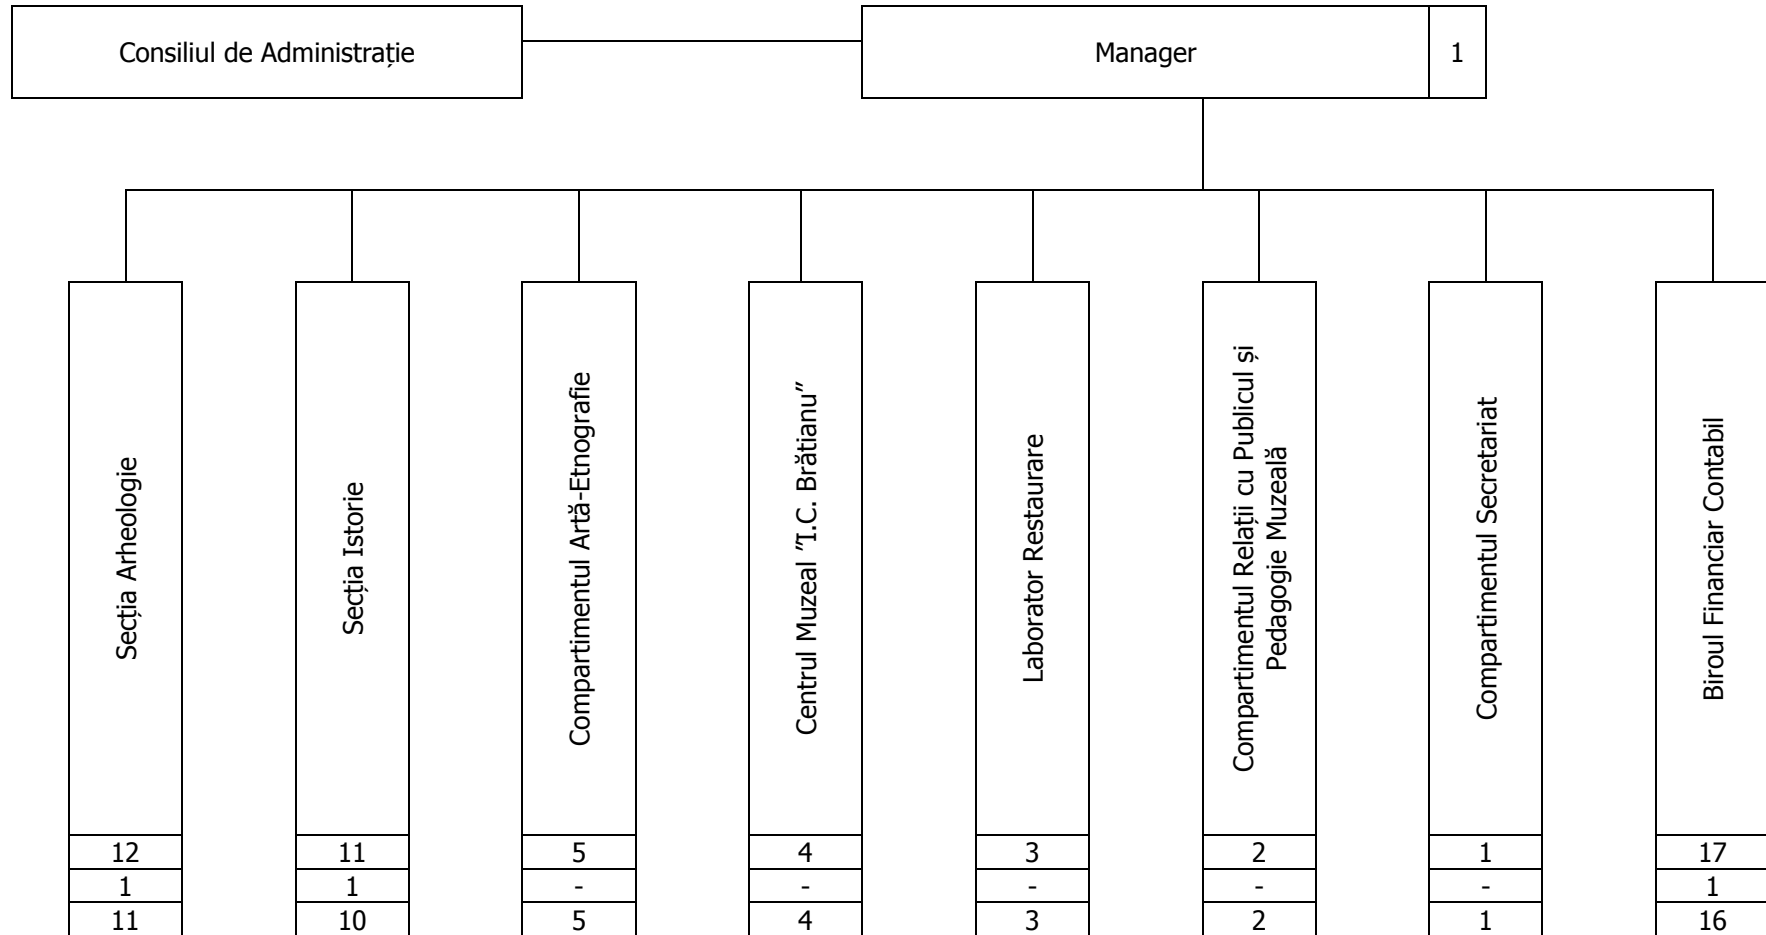 Consiliul de Administrație
Manager
1
Secția Arheologie
Secția Istorie
Compartimentul Artă-Etnografie
Centrul Muzeal "I.C. Brătianu"
Laborator Restaurare
Compartimentul Relații cu Publicul și
Pedagogie Muzeală
Compartimentul Secretariat
Biroul Financiar Contabil
12 11 5 4 3 2 1 17
1 1 - - - - - 1
11 10 5 4 3 2 1 16